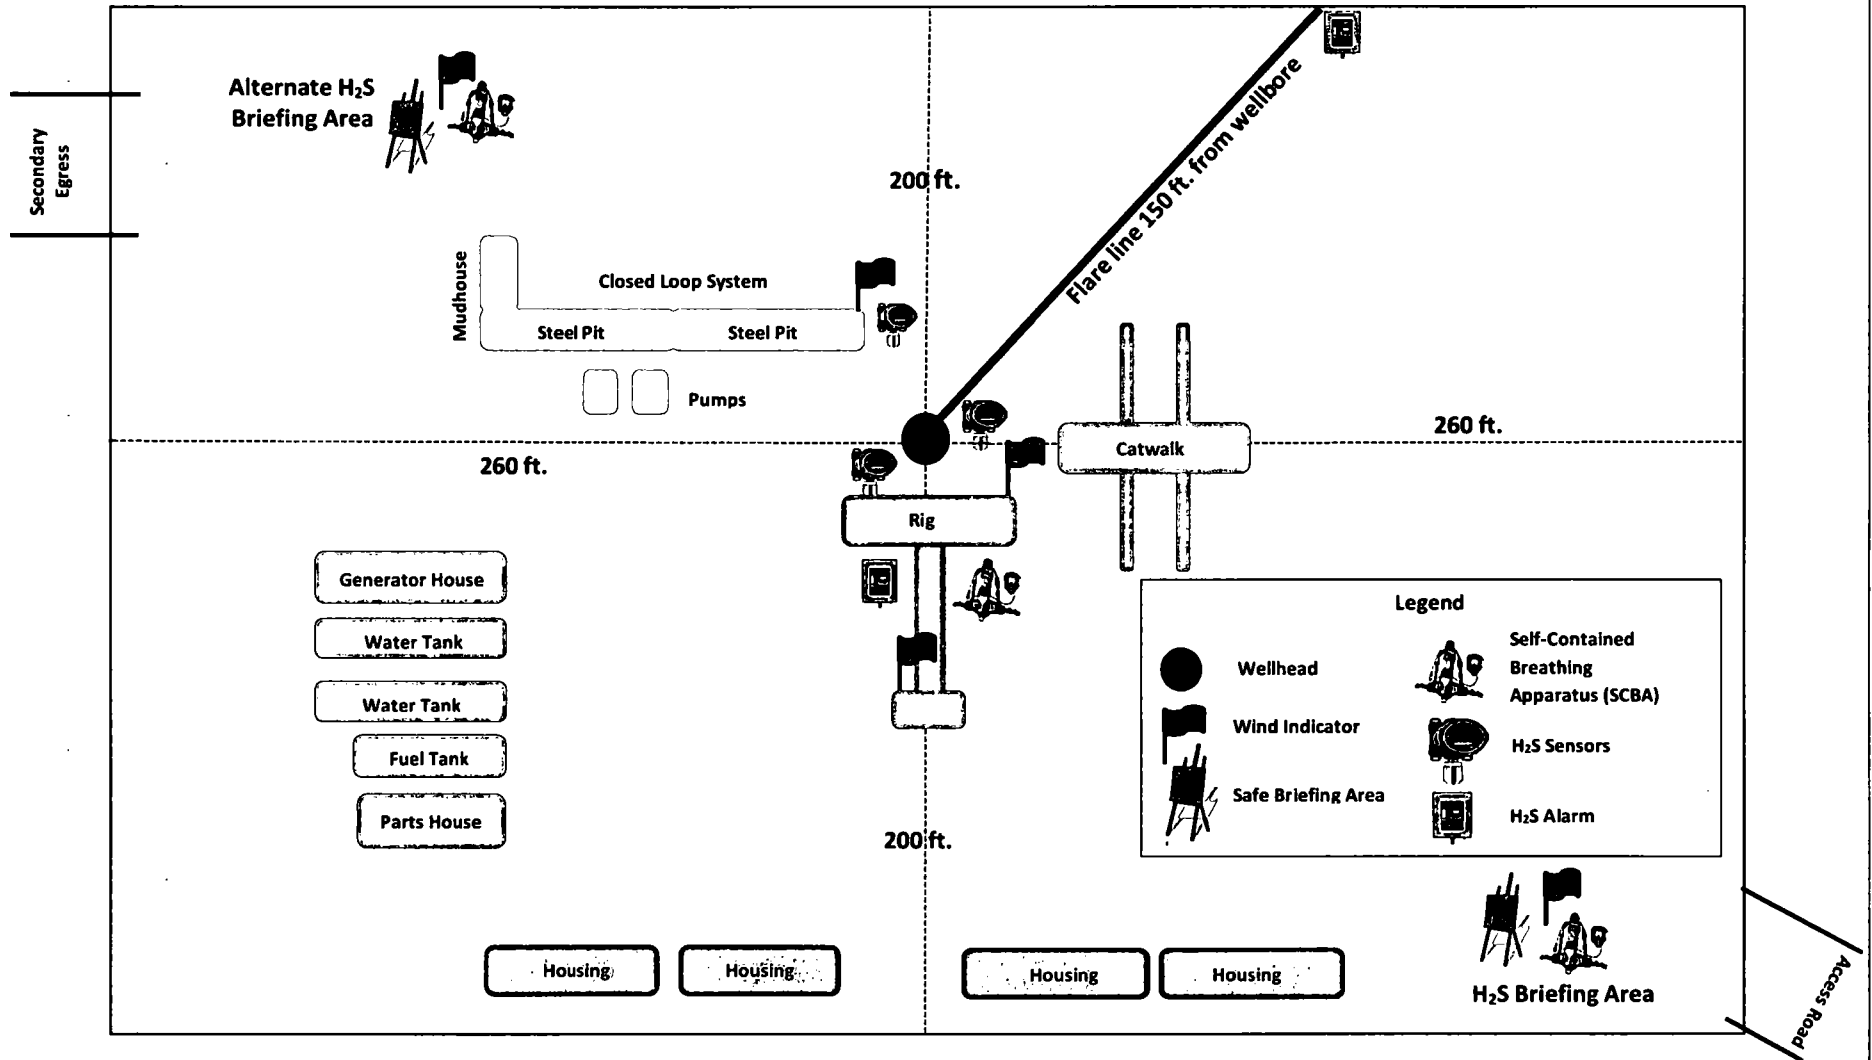 Alternate H₂S
Briefing Area
Secondary
Egress
200 ft.
Flare line 150 ft. from wellbore
Mudhouse
Closed Loop System
Steel Pit
Steel Pit
Pumps
260 ft.
260 ft.
Catwalk
Rig
Generator House
Water Tank
Water Tank
Fuel Tank
Parts House
200 ft.
Legend
Wellhead
Wind Indicator
Safe Briefing Area
Self-Contained
Breathing
Apparatus (SCBA)
H₂S Sensors
H₂S Alarm
Housing
Housing
Housing
Housing
H₂S Briefing Area
Access Road